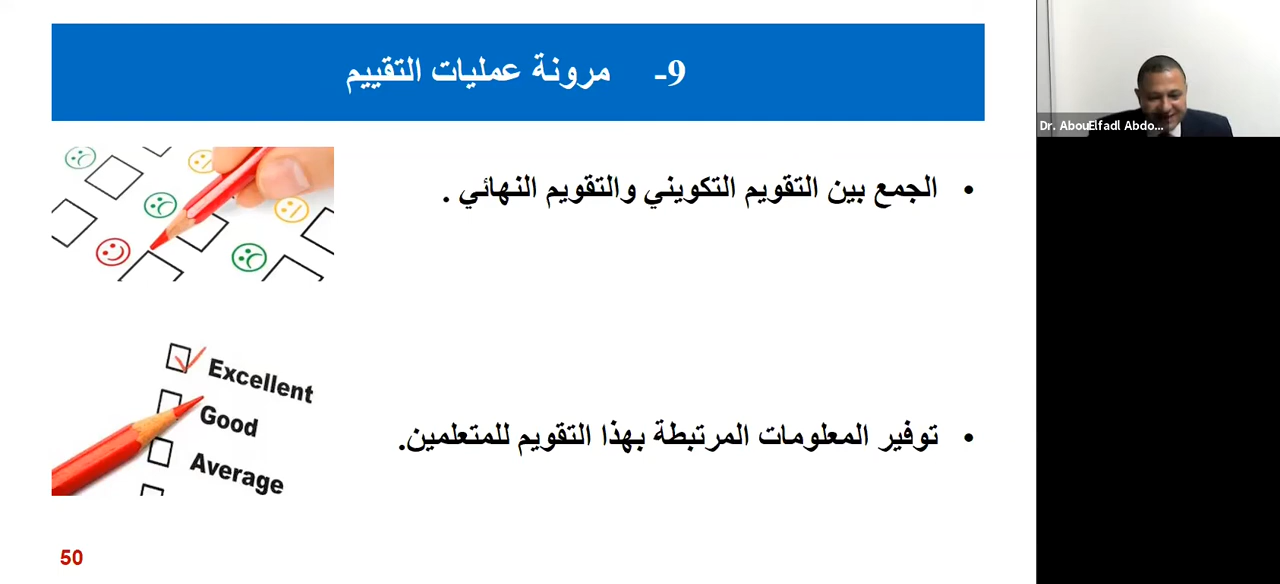 9- مرونة عمليات التقييم
Dr. AbouElfadl Abdo...
• الجمع بين التقويم التكويني والتقويم النهائي .
Excellent
Good
Average
• توفير المعلومات المرتبطة بهذا التقويم للمتعلمين.
50